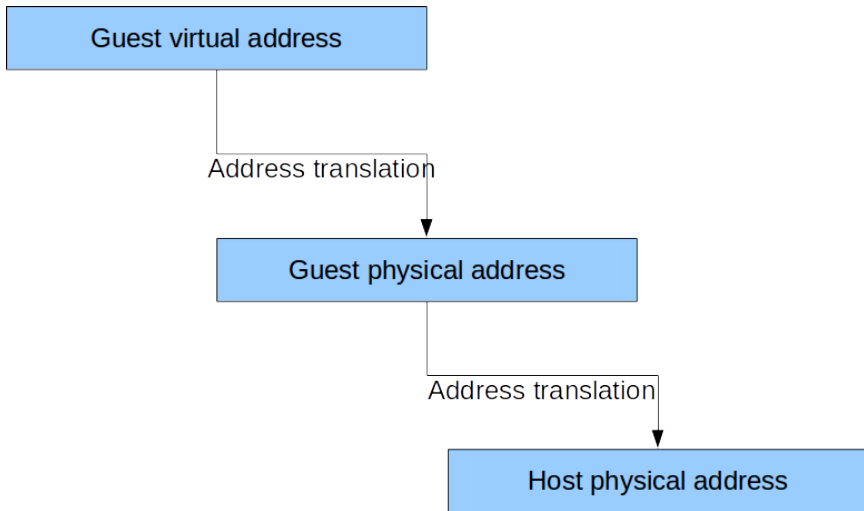 Guest virtual address
Address translation
Guest physical address
Address translation
Host physical address